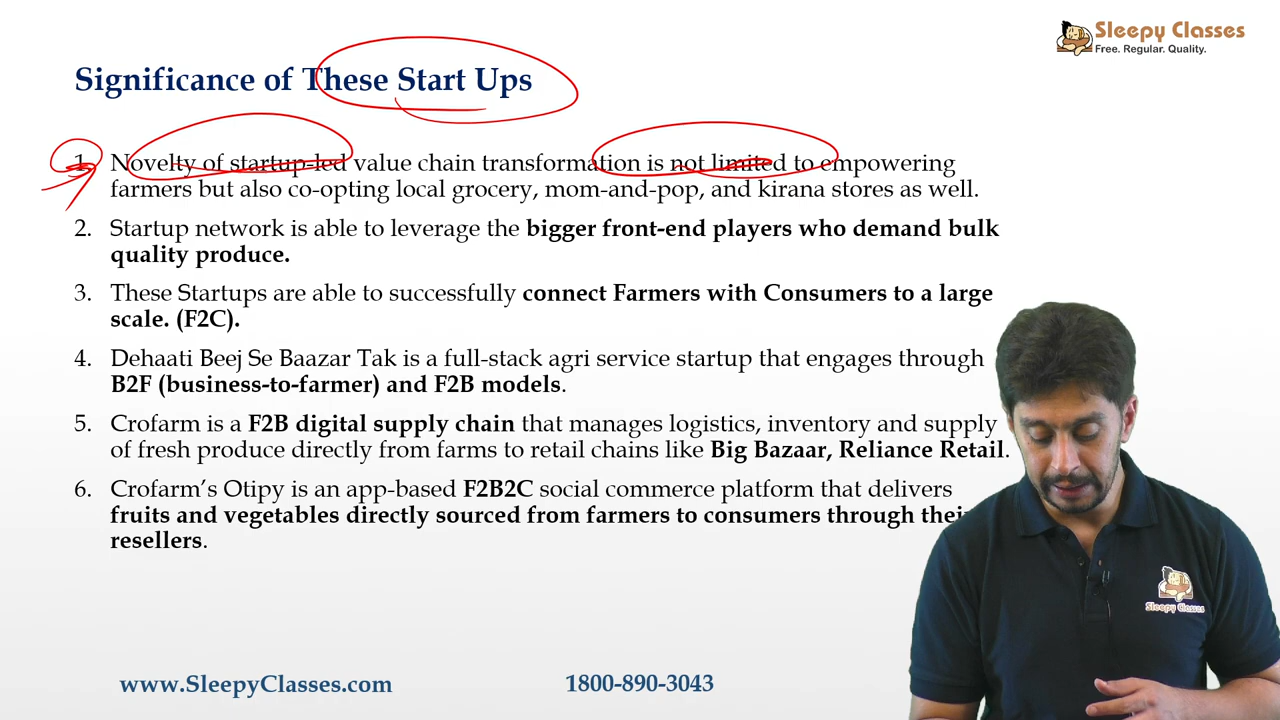 Sleepy Classes
Free. Regular. Quality.
Significance of These Start Ups
1. Novelty of startup-led value chain transformation is not limited to empowering
farmers but also co-opting local grocery, mom-and-pop, and kirana stores as well.
2. Startup network is able to leverage the bigger front-end players who demand bulk
quality produce.
3. These Startups are able to successfully connect Farmers with Consumers to a large
scale. (F2C).
4. Dehaati Beej Se Baazar Tak is a full-stack agri service startup that engages through
B2F (business-to-farmer) and F2B models.
5. Crofarm is a F2B digital supply chain that manages logistics, inventory and supply
of fresh produce directly from farms to retail chains like Big Bazaar, Reliance Retail.
6. Crofarm's Otipy is an app-based F2B2C social commerce platform that delivers
fruits and vegetables directly sourced from farmers to consumers through their
resellers.
Sleepy Classes
www.SleepyClasses.com
1800-890-3043